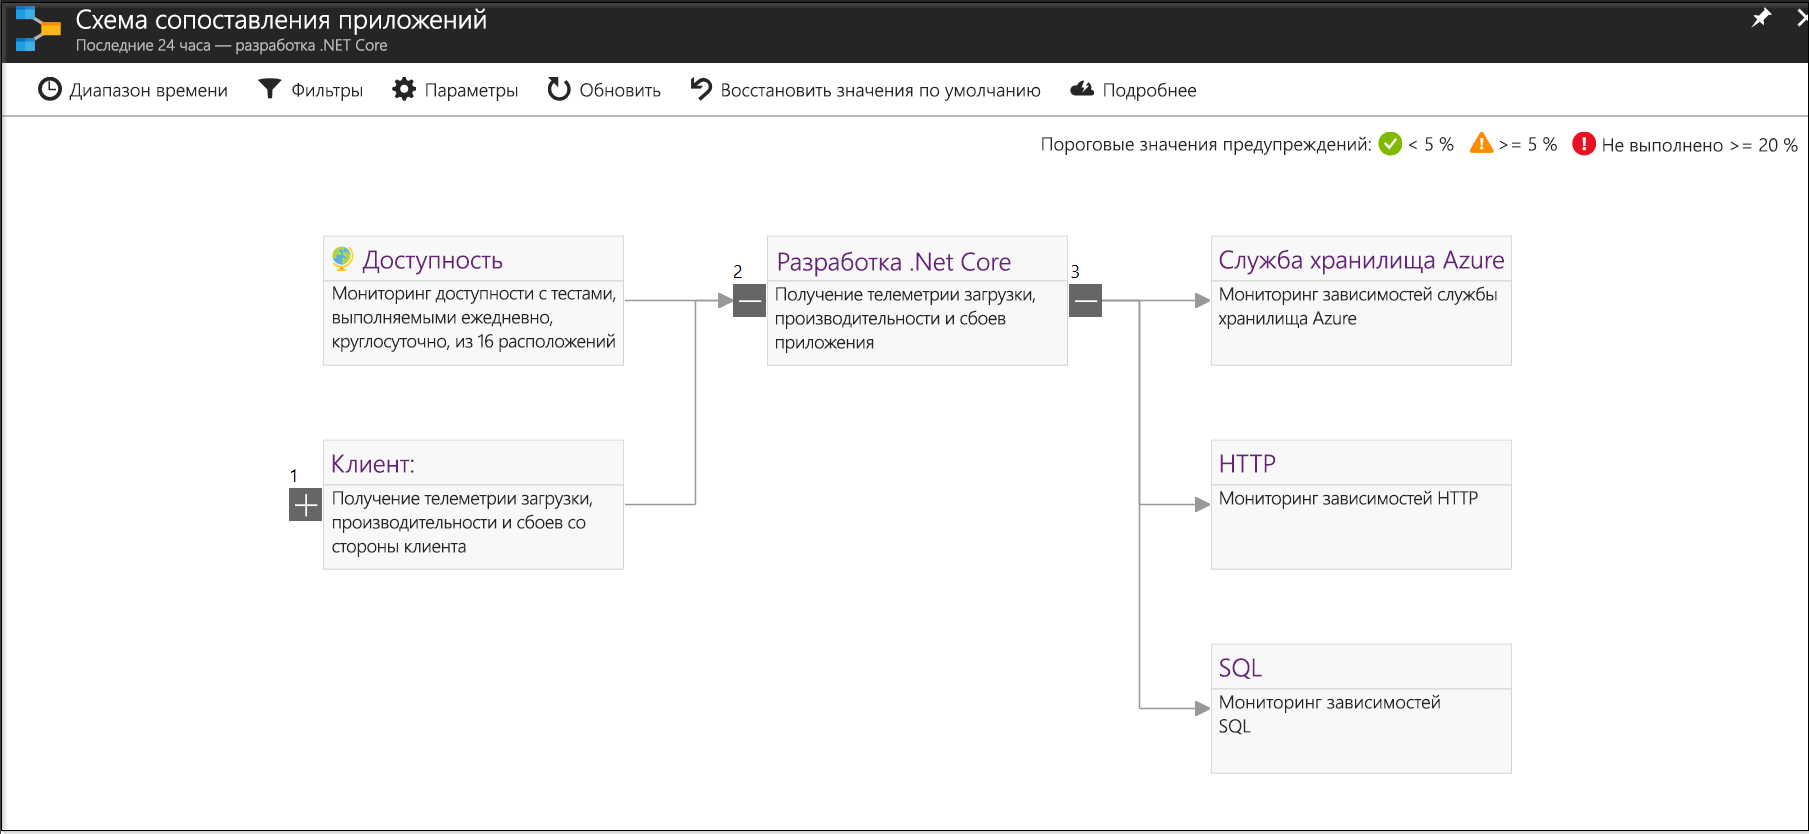 Схема сопоставления приложений
Последние 24 часа — разработка .NET Core
Диапазон времени Фильтры Параметры Обновить Восстановить значения по умолчанию Подробнее
Пороговые значения предупреждений: < 5 % >= 5 % Не выполнено >= 20 %
Доступность
Мониторинг доступности с тестами,
выполняемыми ежедневно,
круглосуточно, из 16 расположений
1
Клиент:
Получение телеметрии загрузки,
производительности и сбоев со
стороны клиента
2
Разработка .Net Core
Получение телеметрии загрузки,
производительности и сбоев
приложения
3
Служба хранилища Azure
Мониторинг зависимостей службы
хранилища Azure
HTTP
Мониторинг зависимостей HTTP
SQL
Мониторинг зависимостей
SQL